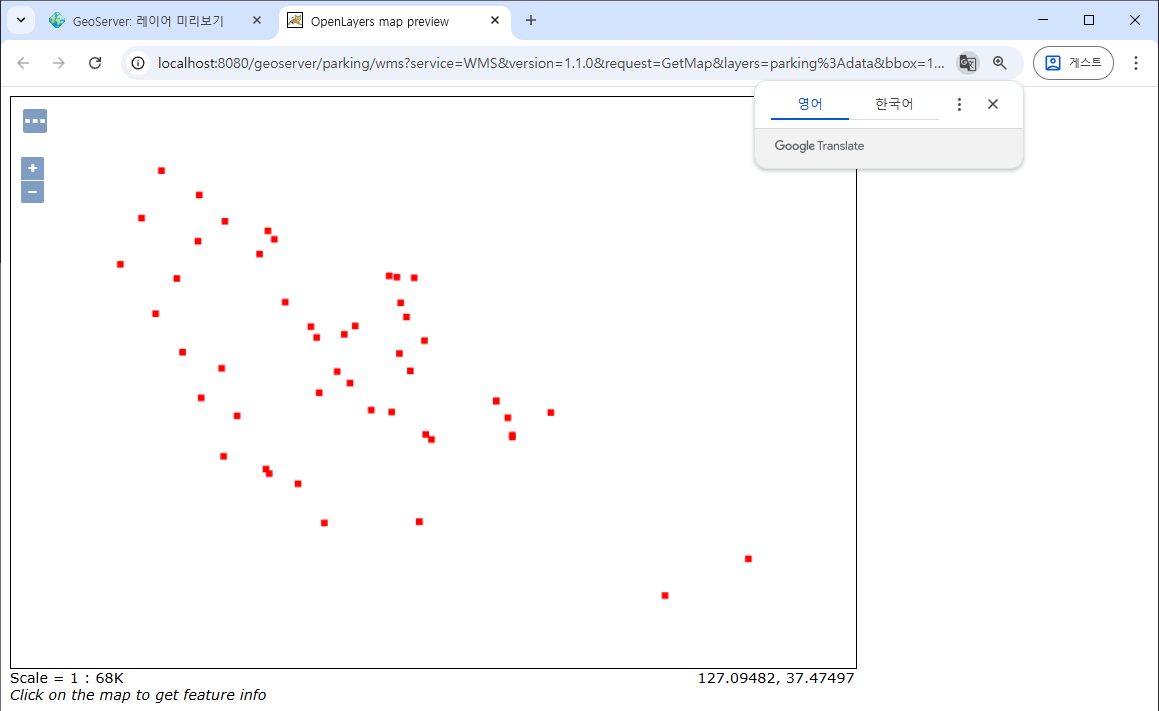 GeoServer: 레이어 미리보기
OpenLayers map preview
localhost:8080/geoserver/parking/wms?service=WMS&version=1.1.0&request=GetMap&layers=parking%3Adata&bbox=1...
게스트
영어
한국어
Google Translate
+
−
Scale = 1 : 68K
127.09482, 37.47497
Click on the map to get feature info